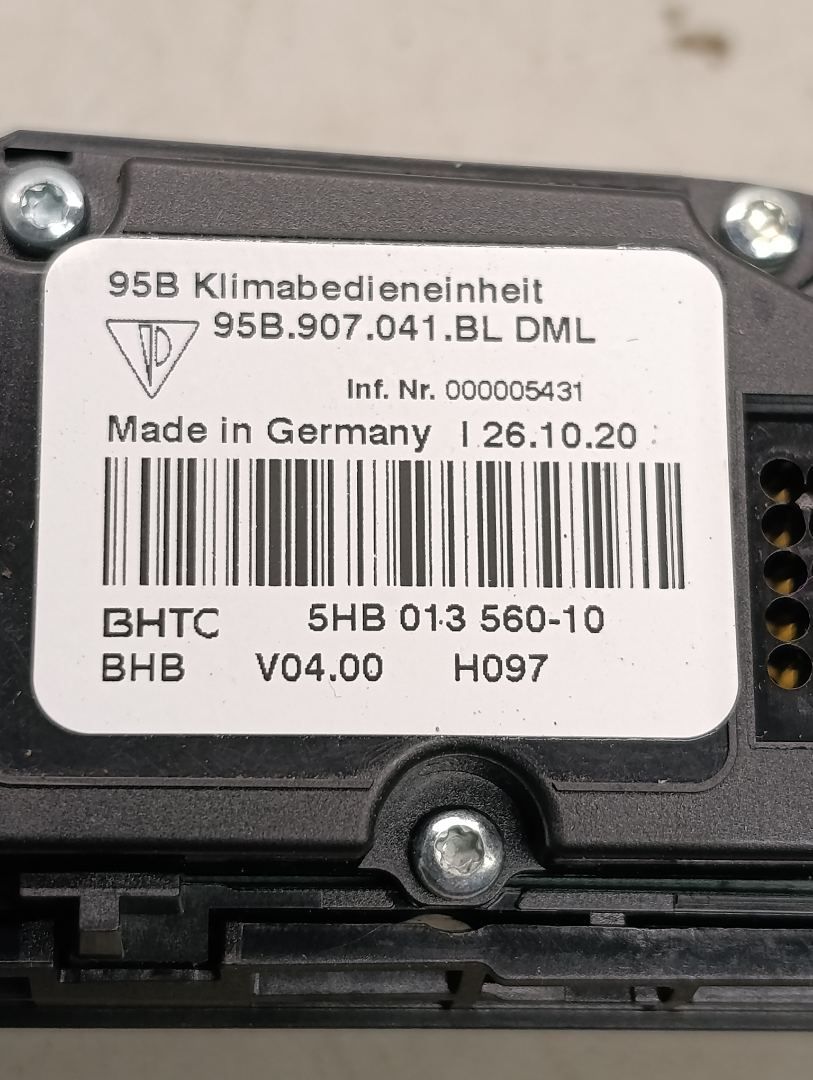 95B Klimabedieneinheit
95B.907.041.BL DML
Inf. Nr. 000005431
Made in Germany I 26.10.20
BHTC 5HB 013 560-10
BHB V04.00 H097